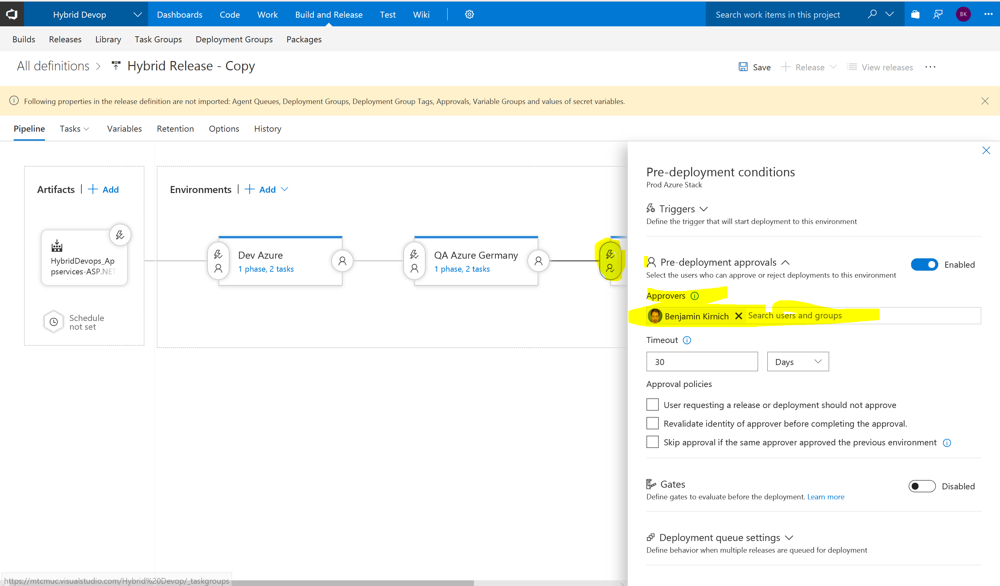 Hybrid Devop
Dashboards
Code
Work
Build and Release
Test
Wiki
Search work items in this project
BK
Builds
Releases
Library
Task Groups
Deployment Groups
Packages
All definitions > Hybrid Release - Copy
Save
Release
View releases
Following properties in the release definition are not imported: Agent Queues, Deployment Groups, Deployment Group Tags, Approvals, Variable Groups and values of secret variables.
Pipeline
Tasks
Variables
Retention
Options
History
Artifacts | + Add
HybridDevops_Ap
pservices-ASP.NET
Schedule
not set
Environments | + Add
Dev Azure
1 phase, 2 tasks
QA Azure Germany
1 phase, 2 tasks
Pre-deployment conditions
Prod Azure Stack
Triggers
Define the trigger that will start deployment to this environment
Pre-deployment approvals
Enabled
Select the users who can approve or reject deployments to this environment
Approvers
Benjamin Kirnich
Search users and groups
Timeout
30
Days
Approval policies
User requesting a release or deployment should not approve
Revalidate identity of approver before completing the approval.
Skip approval if the same approver approved the previous environment
Gates
Disabled
Define gates to evaluate before the deployment. Learn more
Deployment queue settings
Define behavior when multiple releases are queued for deployment
https://mtcmuc.visualstudio.com/Hybrid%20Devop/_taskgroups